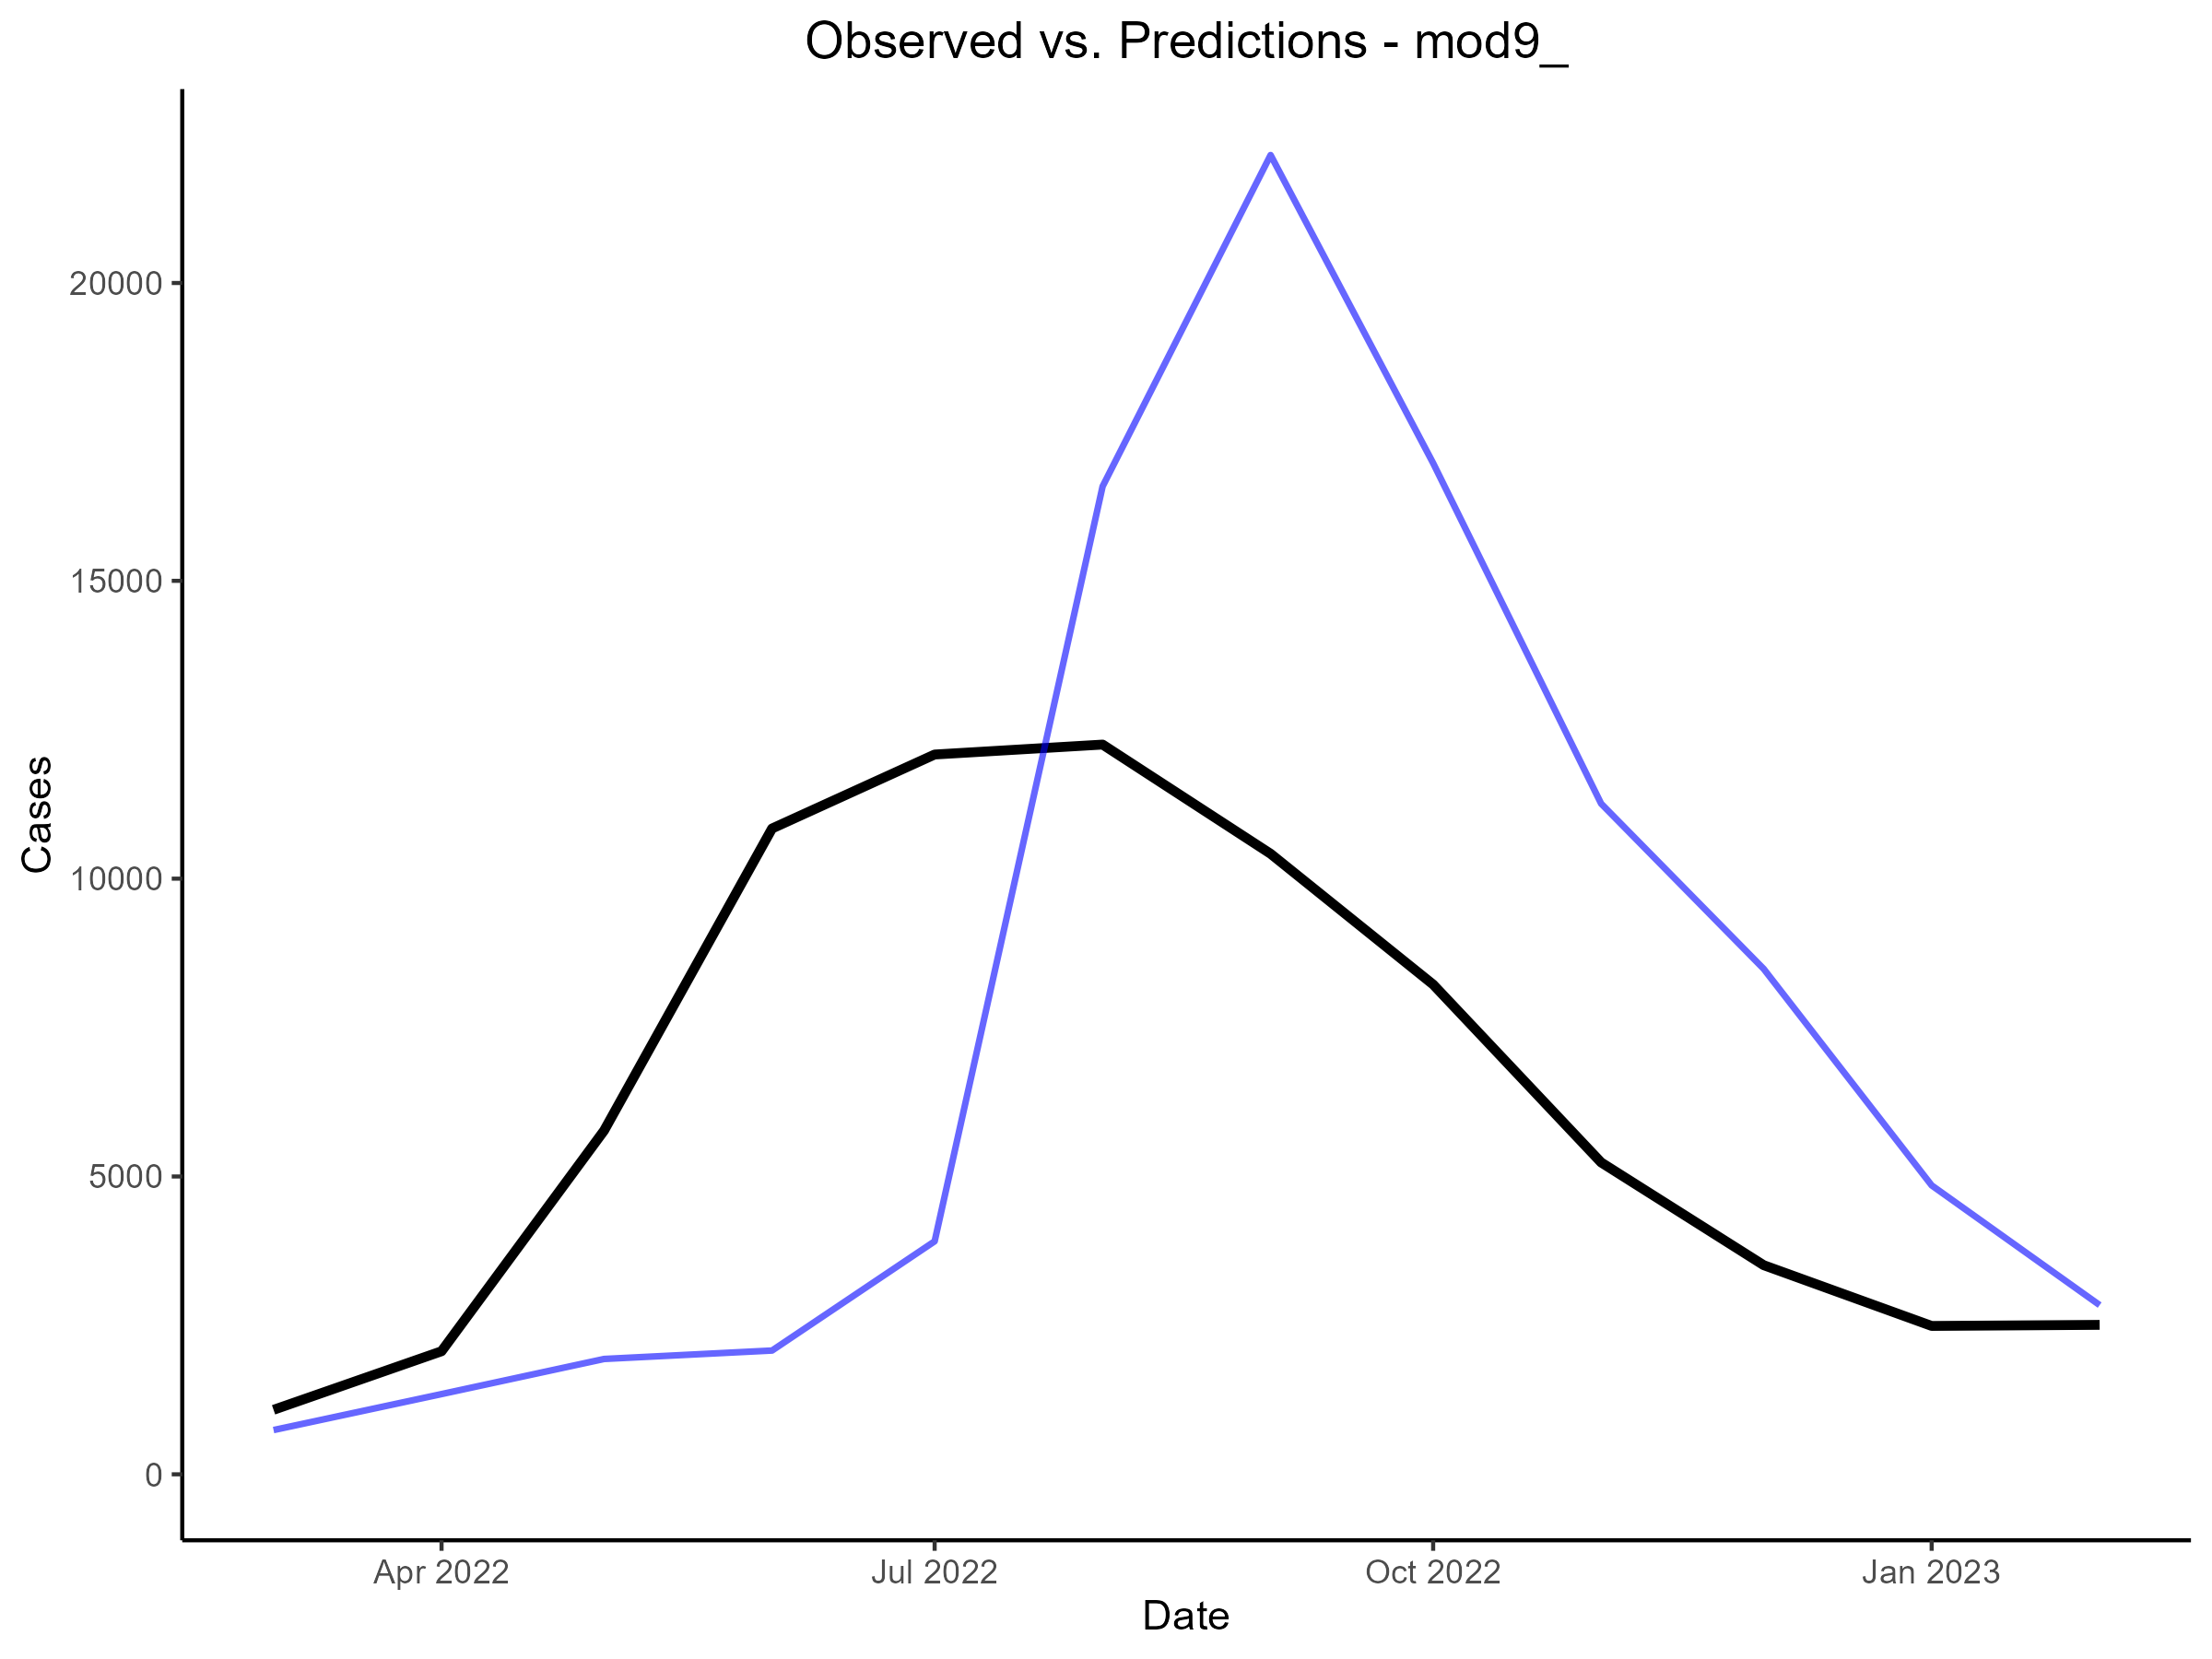 Observed vs. Predictions - mod9_
20000
15000
10000
5000
0
Cases
Apr 2022
Jul 2022
Oct 2022
Jan 2023
Date